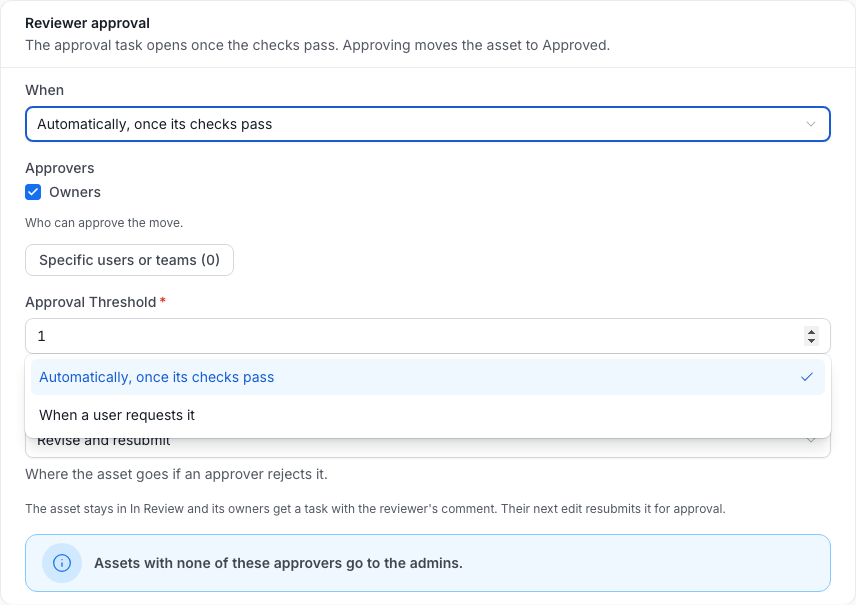 Reviewer approval
The approval task opens once the checks pass. Approving moves the asset to Approved.
When
Automatically, once its checks pass
Approvers
Owners
Who can approve the move.
Specific users or teams (0)
Approval Threshold *
1
Automatically, once its checks pass
When a user requests it
Revise and resubmit
Where the asset goes if an approver rejects it.
The asset stays in In Review and its owners get a task with the reviewer's comment. Their next edit resubmits it for approval.
Assets with none of these approvers go to the admins.